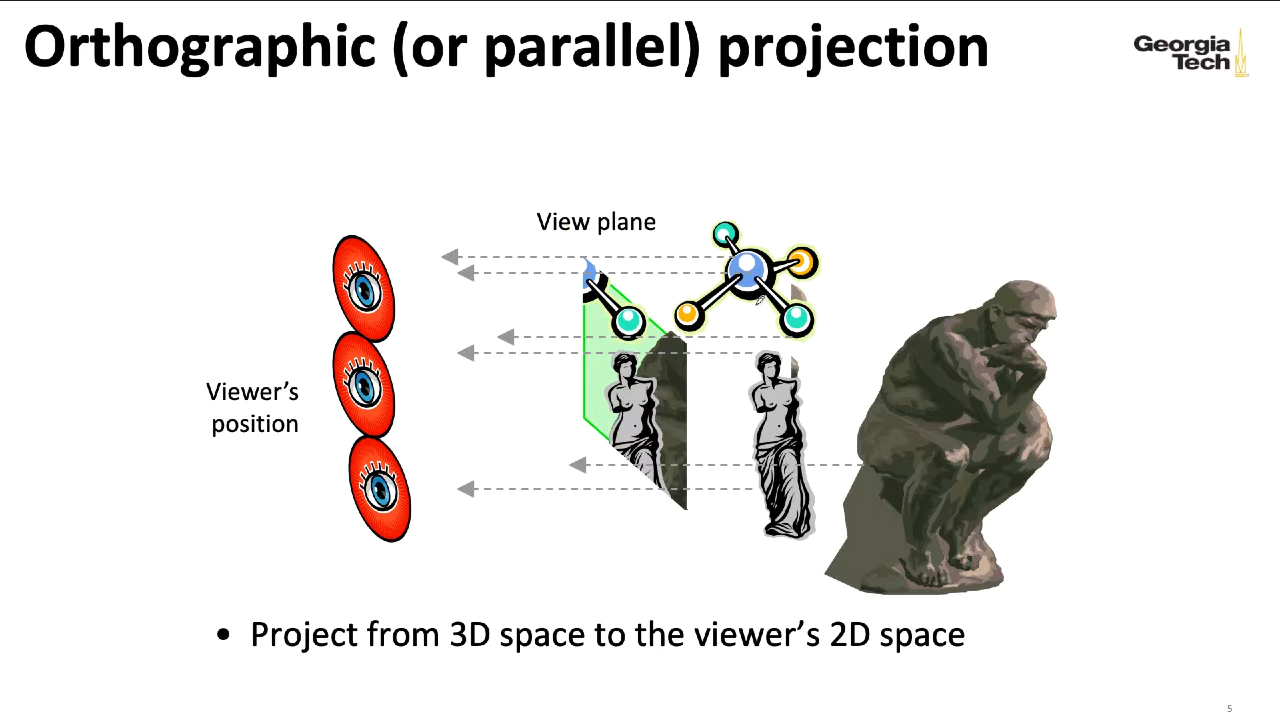 Orthographic (or parallel) projection
Georgia
Tech
View plane
Viewer’s
position
• Project from 3D space to the viewer’s 2D space
5